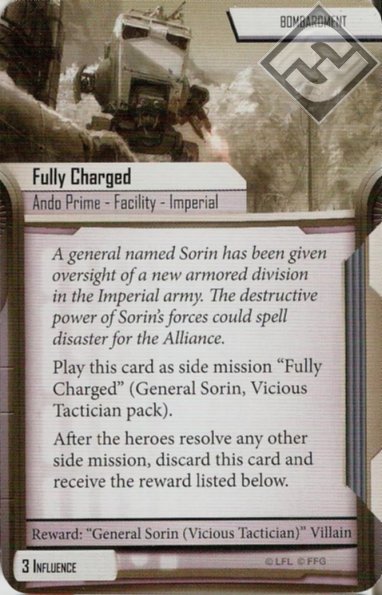 BOMBARDMENT
Fully Charged
Ando Prime - Facility - Imperial
A general named Sorin has been given
oversight of a new armored division
in the Imperial army. The destructive
power of Sorin's forces could spell
disaster for the Alliance.
Play this card as side mission “Fully
Charged” (General Sorin, Vicious
Tactician pack).
After the heroes resolve any other
side mission, discard this card and
receive the reward listed below.
Reward: “General Sorin (Vicious Tactician)” Villain
3 INFLUENCE
© LFL © FFG